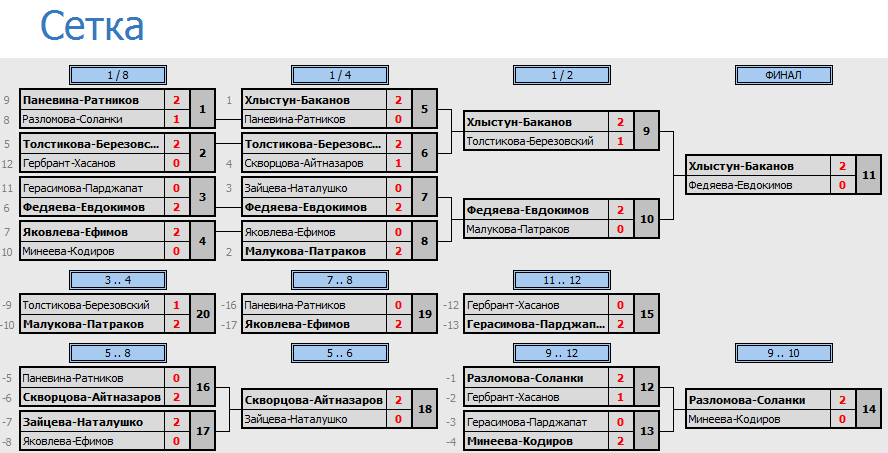 Сетка
1 / 8
1 / 4
1 / 2
ФИНАЛ
9 Паневина-Ратников 2
8 Разломова-Соланки 1
1
5 Толстикова-Березовс... 2
12 Гербрант-Хасанов 0
2
11 Герасимова-Парджапат 0
6 Федяева-Евдокимов 2
3
7 Яковлева-Ефимов 2
10 Минеева-Кодиров 0
4
1 Хлыстун-Баканов 2
Паневина-Ратников 0
5
Толстикова-Березовс... 2
4 Скворцова-Айтназаров 1
6
3 Зайцева-Наталушко 0
Федяева-Евдокимов 2
7
Яковлева-Ефимов 0
2 Малукова-Патраков 2
8
Хлыстун-Баканов 2
Толстикова-Березовский 1
9
Федяева-Евдокимов 2
Малукова-Патраков 0
10
Хлыстун-Баканов 2
Федяева-Евдокимов 0
11
3 .. 4
7 .. 8
11 .. 12
-9 Толстикова-Березовский 1
-10 Малукова-Патраков 2
20
-16 Паневина-Ратников 0
-17 Яковлева-Ефимов 2
19
-12 Гербрант-Хасанов 0
-13 Герасимова-Парджап... 2
15
5 .. 8
5 .. 6
9 .. 12
9 .. 10
-5 Паневина-Ратников 0
-6 Скворцова-Айтназаров 2
16
-7 Зайцева-Наталушко 2
-8 Яковлева-Ефимов 0
17
Скворцова-Айтназаров 2
Зайцева-Наталушко 0
18
-1 Разломова-Соланки 2
-2 Гербрант-Хасанов 1
12
-3 Герасимова-Парджапат 0
-4 Минеева-Кодиров 2
13
Разломова-Соланки 2
Минеева-Кодиров 0
14